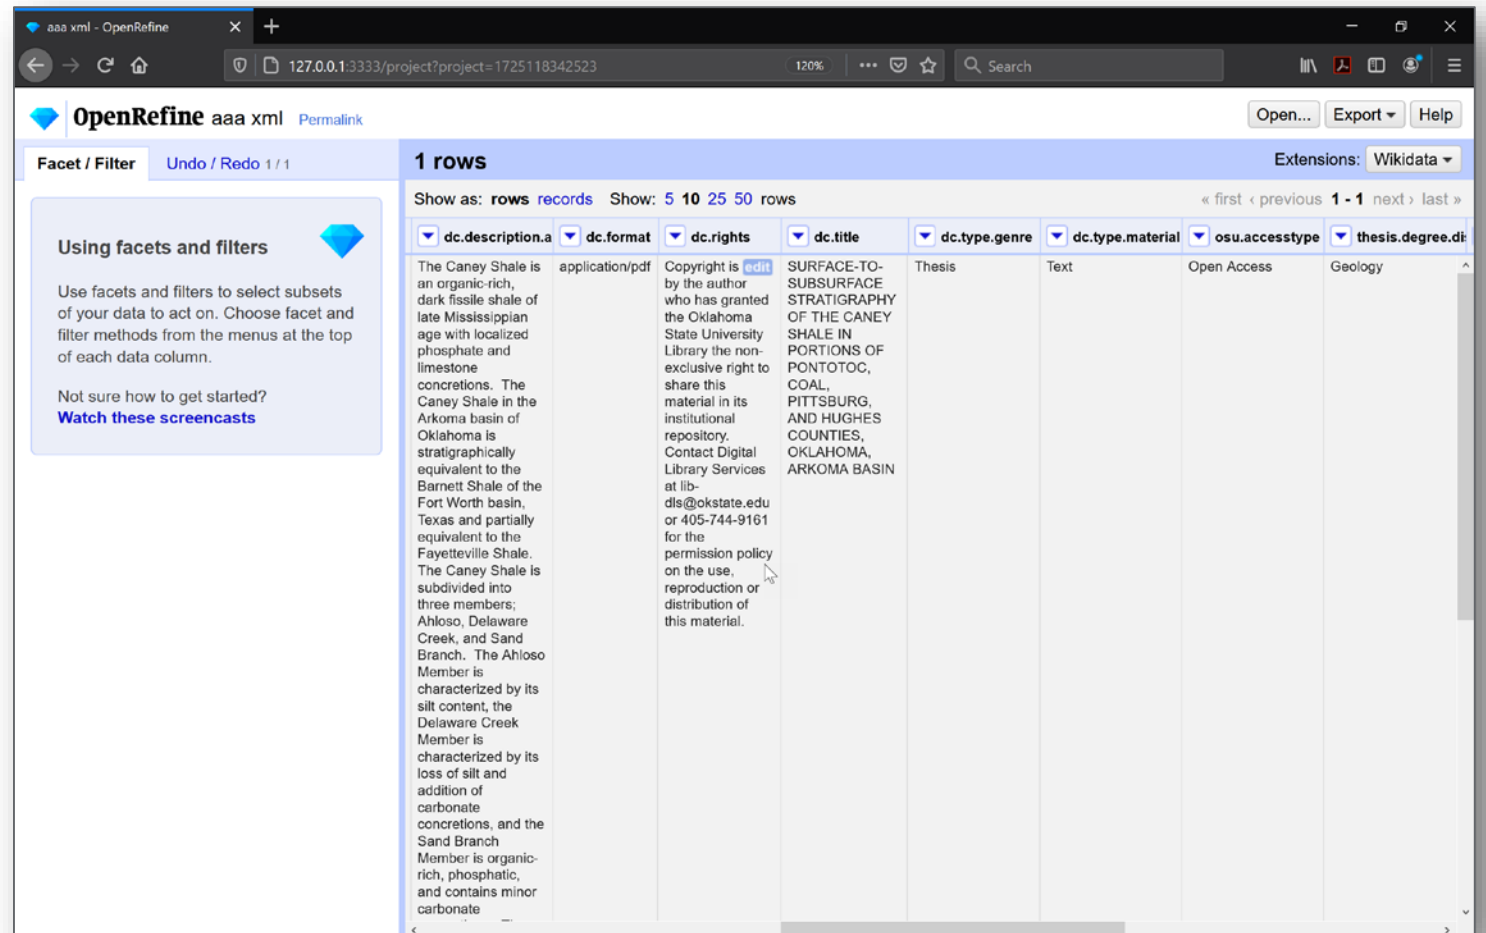 aaa xml - OpenRefine
127.0.0.1:3333/project?project=1725118342523
120%
Search
OpenRefine aaa xml Permalink
Open...
Export
Help
Facet / Filter
Undo / Redo 1 / 1
1 rows
Extensions:
Wikidata
Show as: rows records Show: 5 10 25 50 rows
« first ‹ previous 1 - 1 next › last »
Using facets and filters
Use facets and filters to select subsets
of your data to act on. Choose facet and
filter methods from the menus at the top
of each data column.
Not sure how to get started?
Watch these screencasts
dc.description.a
dc.format
dc.rights
dc.title
dc.type.genre
dc.type.material
osu.accesstype
thesis.degree.di
The Caney Shale is
an organic-rich,
dark fissile shale of
late Mississippian
age with localized
phosphate and
limestone
concretions. The
Caney Shale in the
Arkoma basin of
Oklahoma is
stratigraphically
equivalent to the
Barnett Shale of the
Fort Worth basin,
Texas and partially
equivalent to the
Fayetteville Shale.
The Caney Shale is
subdivided into
three members;
Ahloso, Delaware
Creek, and Sand
Branch. The Ahloso
Member is
characterized by its
silt content, the
Delaware Creek
Member is
characterized by its
loss of silt and
addition of
carbonate
concretions, and the
Sand Branch
Member is organic-
rich, phosphatic,
and contains minor
carbonate
application/pdf
Copyright is edit
by the author
who has granted
the Oklahoma
State University
Library the non-
exclusive right to
share this
material in its
institutional
repository.
Contact Digital
Library Services
at lib-
dls@okstate.edu
or 405-744-9161
for the
permission policy
on the use,
reproduction or
distribution of
this material.
SURFACE-TO-
SUBSURFACE
STRATIGRAPHY
OF THE CANEY
SHALE IN
PORTIONS OF
PONTOTOC,
COAL,
PITTSBURG,
AND HUGHES
COUNTIES,
OKLAHOMA,
ARKOMA BASIN
Thesis
Text
Open Access
Geology